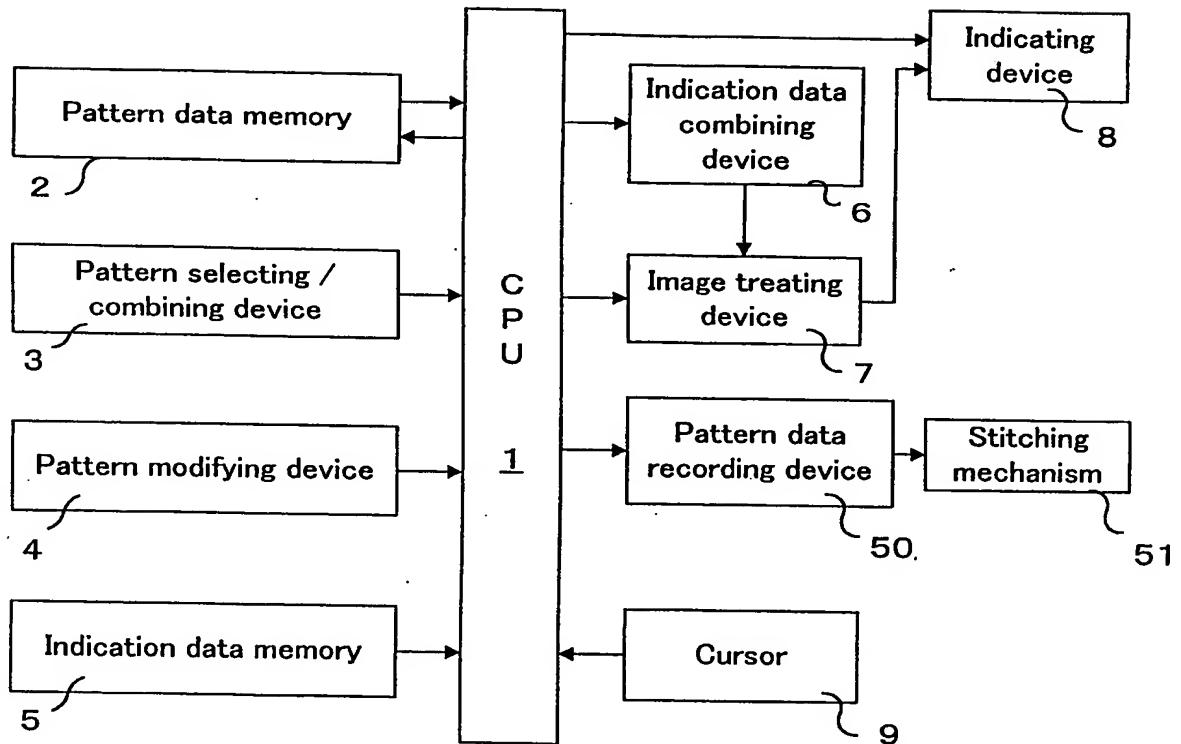 Pattern data memory
2
Pattern selecting /
combining device
3
Pattern modifying device
4
Indication data memory
5
C
P
U
1
Indication data
combining
device
6
Image treating
device
7
Indicating
device
8
Pattern data
recording device
50.
Stitching
mechanism
51
Cursor
9